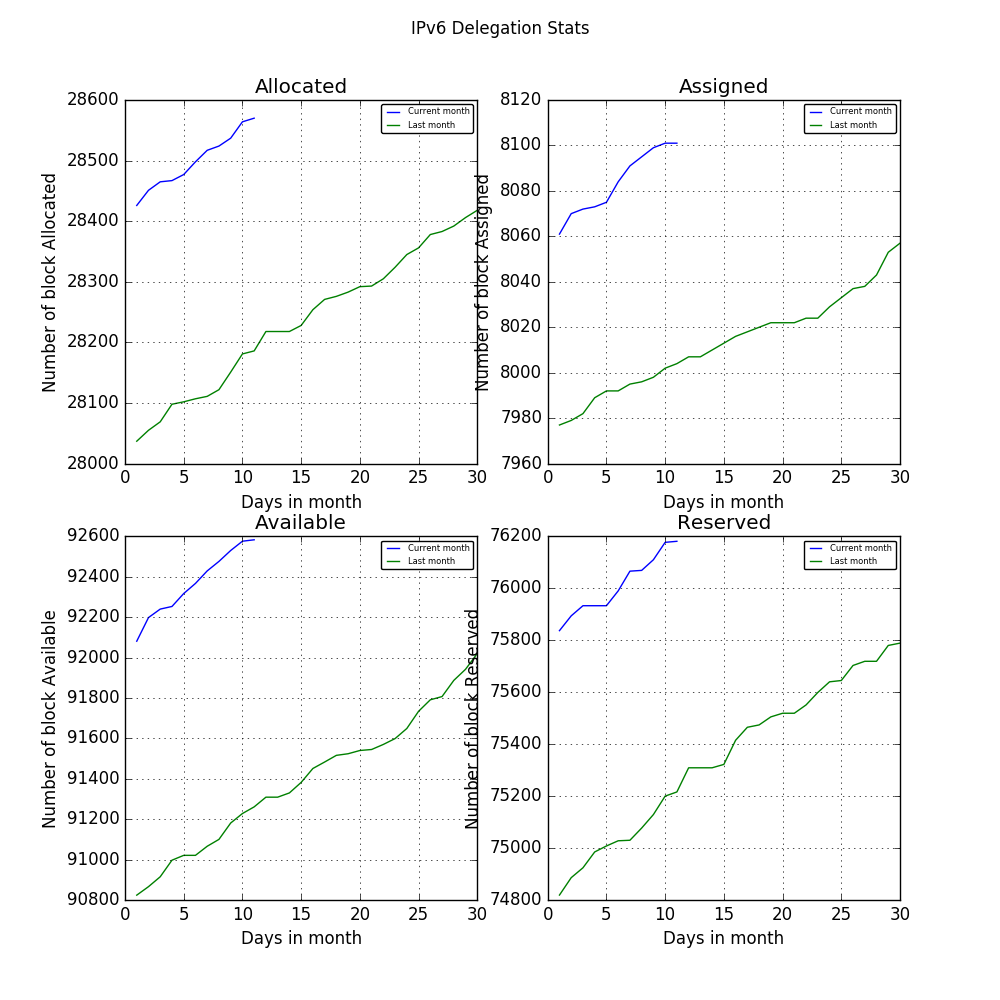 IPv6 Delegation Stats
Allocated
Number of block Allocated
28600
28500
28400
28300
28200
28100
28000
0 5 10 15 20 25 30
Days in month
Current month
Last month
Assigned
Number of block Assigned
8120
8100
8080
8060
8040
8020
8000
7980
7960
0 5 10 15 20 25 30
Days in month
Current month
Last month
Available
Number of block Available
92600
92400
92200
92000
91800
91600
91400
91200
91000
90800
0 5 10 15 20 25 30
Days in month
Current month
Last month
Reserved
Number of block Reserved
76200
76000
75800
75600
75400
75200
75000
74800
0 5 10 15 20 25 30
Days in month
Current month
Last month